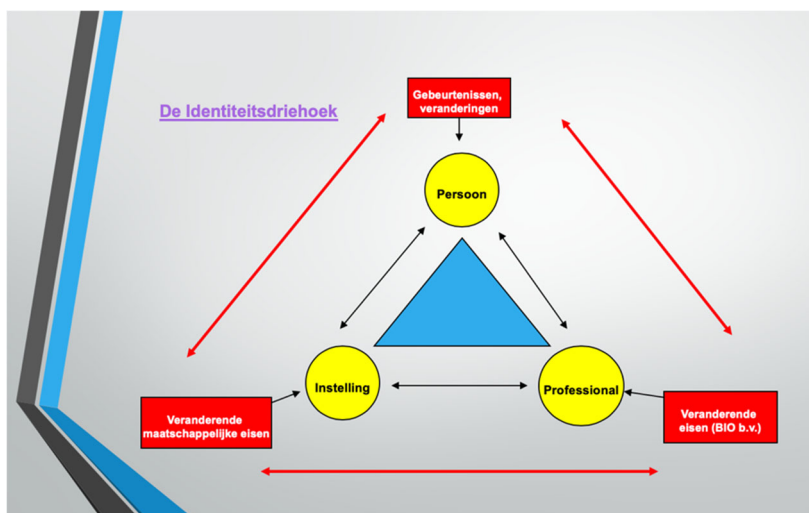 De Identiteitsdriehoek
Gebeurtenissen,
veranderingen
Persoon
Instelling
Professional
Veranderende
maatschappelijke eisen
Veranderende
eisen (BIO b.v.)